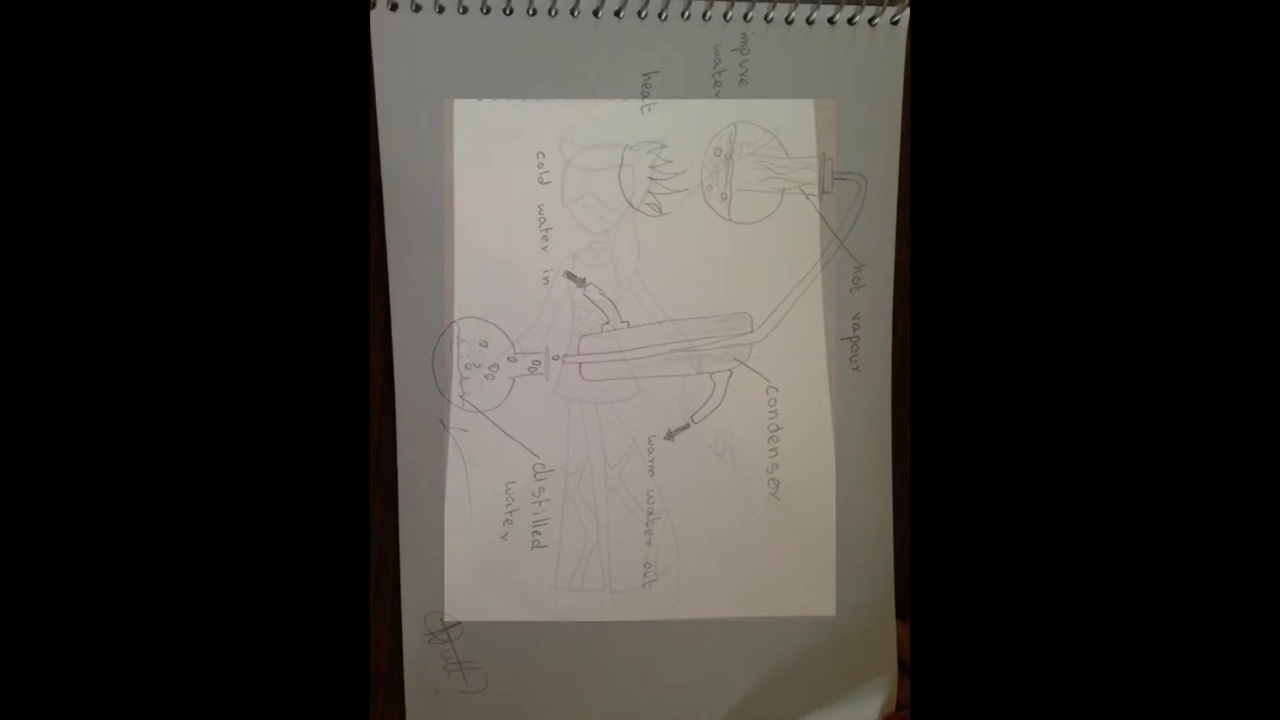 impure
water
heat
hot vapour
cold water in
condenser
warm water out
distilled
water